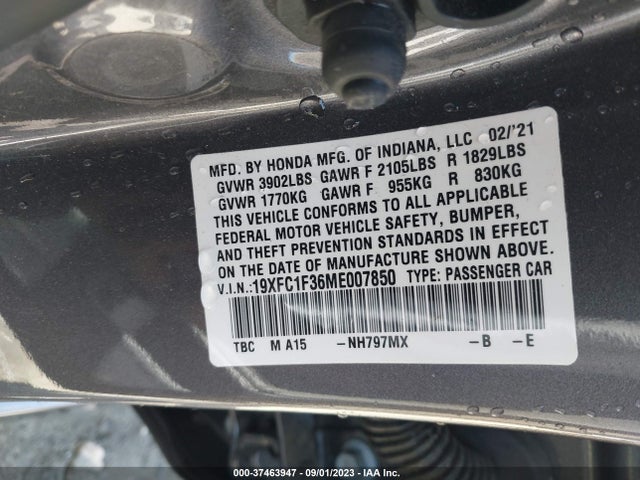 MFD. BY HONDA MFG. OF INDIANA, LLC 02/'21
GVWR 3902LBS GAWR F 2105LBS R 1829LBS
GVWR 1770KG GAWR F 955KG R 830KG
THIS VEHICLE CONFORMS TO ALL APPLICABLE
FEDERAL MOTOR VEHICLE SAFETY, BUMPER,
AND THEFT PREVENTION STANDARDS IN EFFECT
ON THE DATE OF MANUFACTURE SHOWN ABOVE.
V.I.N.:19XFC1F36ME007850 TYPE: PASSENGER CAR
TBC M A15 -NH797MX -B -E
000-37463947 - 09/01/2023 - IAA Inc.